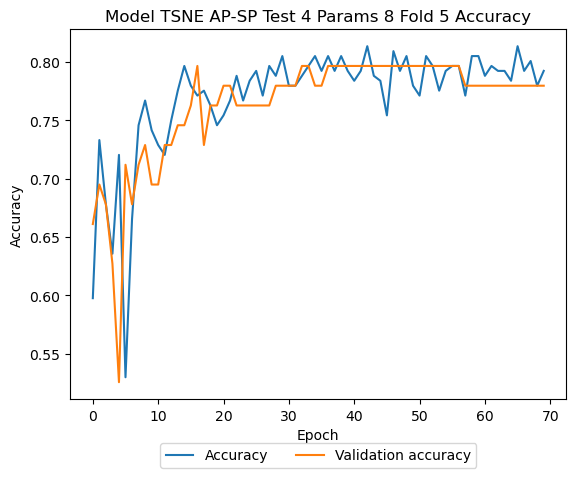 Model TSNE AP-SP Test 4 Params 8 Fold 5 Accuracy
0.80
0.75
0.70
0.65
0.60
0.55
Accuracy
0 10 20 30 40 50 60 70
Epoch
Accuracy Validation accuracy